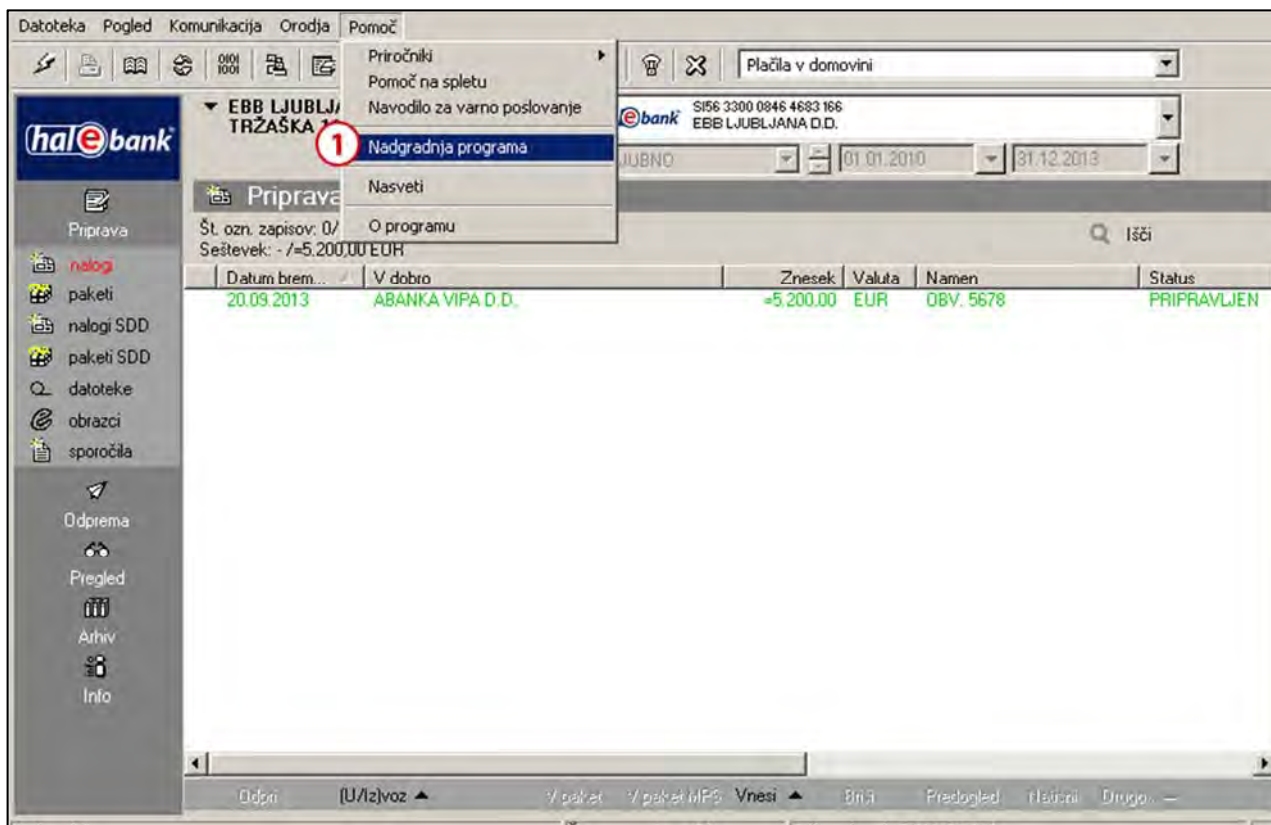 Datoteka Pogled Komunikacija Orodja Pomoč
Priročniki
Pomoč na spletu
Navodilo za varno poslovanje
1 Nadgradnja programa
Nasveti
O programu
Plačila v domovini
hal e bank
EBB LJUBLJA
TRŽAŠKA 1
ebank SI56 3300 0846 4683 166
EBB LJUBLJANA D.D.
JUBNO 01.01.2010 31.12.2013
Priprava
Št. ozn. zapisov: 0/
Seštevek: - /=5.200,00 EUR
Išči
Datum brem... V dobro Znesek Valuta Namen Status
20.09.2013 ABANKA VIPA D.D. =5.200,00 EUR OBV. 5678 PRIPRAVLJEN
Priprava
nalogi
paketi
nalogi SDD
paketi SDD
datoteke
obrazci
sporočila
Odprema
Pregled
Arhiv
Info
Odpri (U/Iz)voz V paket V paket MPS Vnesi Briši Predogled Natisni Drugo